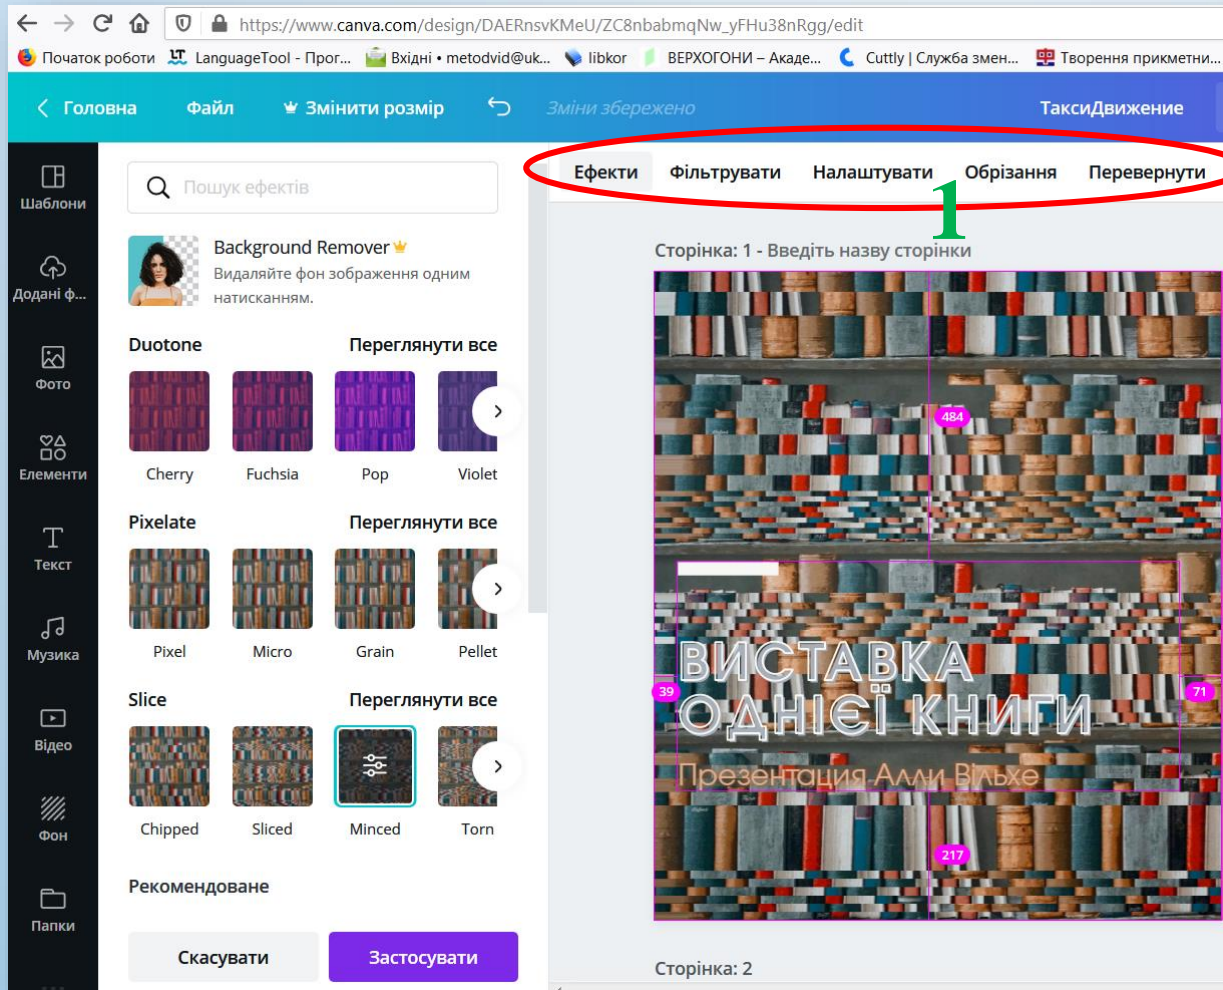 https://www.canva.com/design/DAERnsvKMeU/ZC8nbabmqNw_yFHu38nRgg/edit
Початок роботи LanguageTool - Прог... Вхідні • metodvid@uk... libkor ВЕРХОГОНИ – Акаде... Cuttly | Служба змен... Творення прикметни...
Головна Файл Змінити розмір Зміни збережено ТаксиДвижение
Ефекти Фільтрувати Налаштувати Обрізання Перевернути
1
Шаблони
Додані ф...
Фото
Елементи
Текст
Музика
Відео
Фон
Папки
Пошук ефектів
Background Remover
Видаляйте фон зображення одним
натисканням.
Duotone Переглянути все
Cherry Fuchsia Pop Violet
Pixelate Переглянути все
Pixel Micro Grain Pellet
Slice Переглянути все
Chipped Sliced Minced Torn
Рекомендоване
Скасувати Застосувати
Сторінка: 1 - Введіть назву сторінки
484
ВИСТАВКА
39 71
ОДНІЄЇ КНИГИ
Презентация Алли Вільхе
217
Сторінка: 2